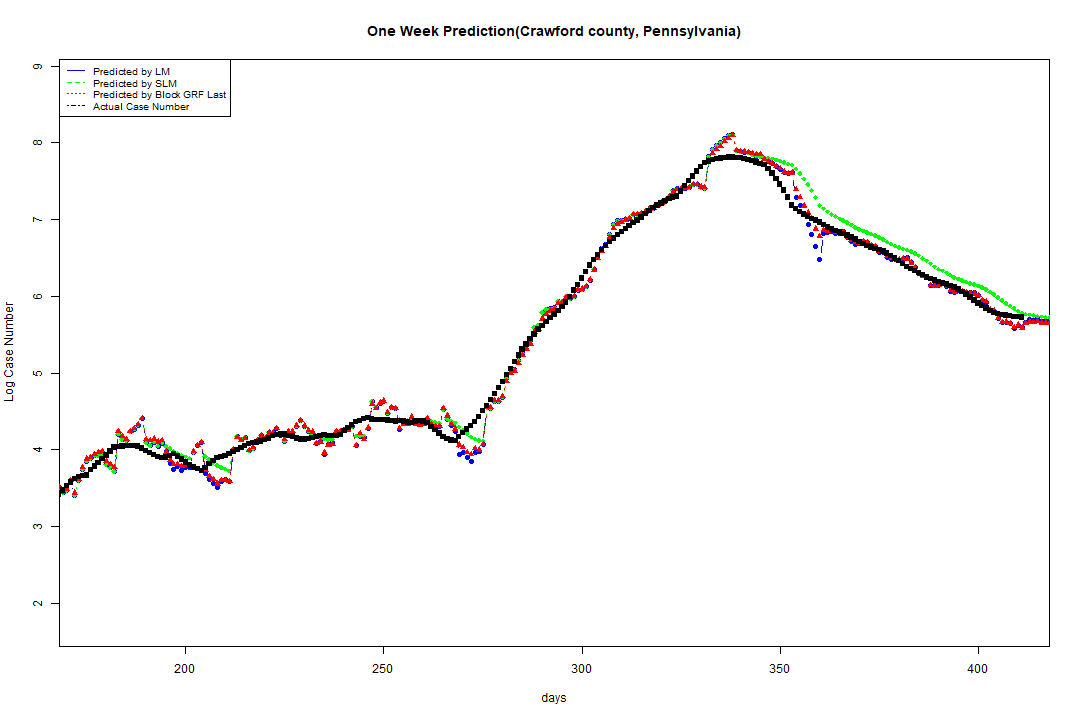 One Week Prediction(Crawford county, Pennsylvania)
Predicted by LM
Predicted by SLM
Predicted by Block GRF Last
Actual Case Number
9
8
7
6
5
4
3
2
Log Case Number
200 250 300 350 400
days